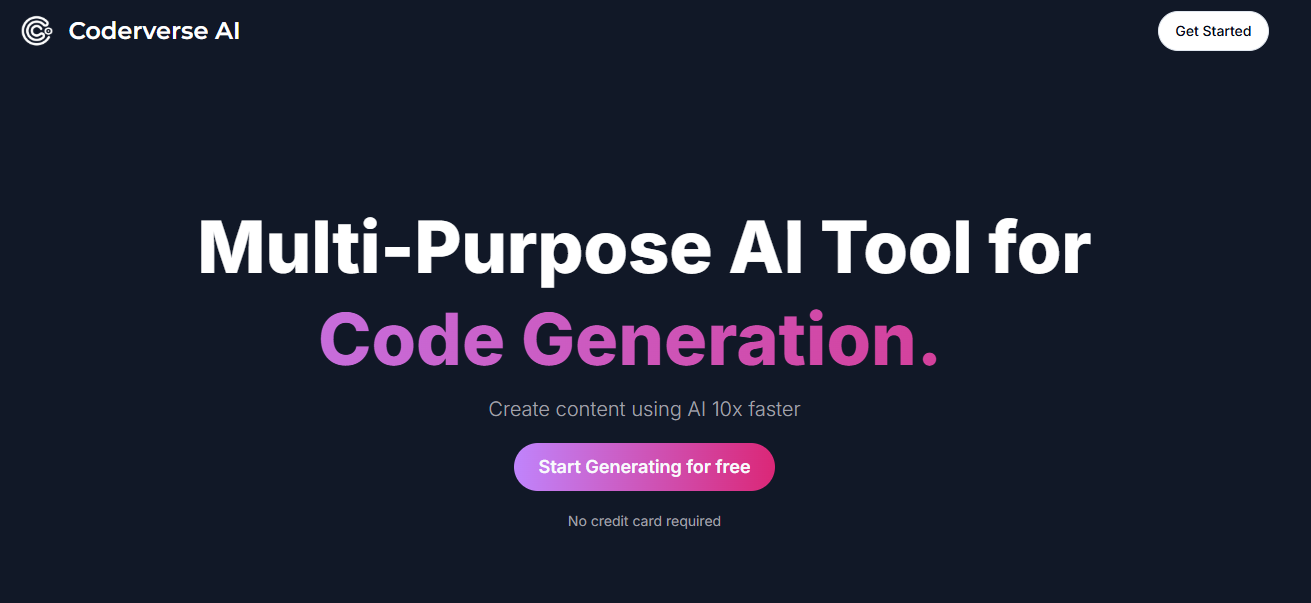 Coderverse AI
Get Started
Multi-Purpose AI Tool for
Code Generation.
Create content using AI 10x faster
Start Generating for free
No credit card required